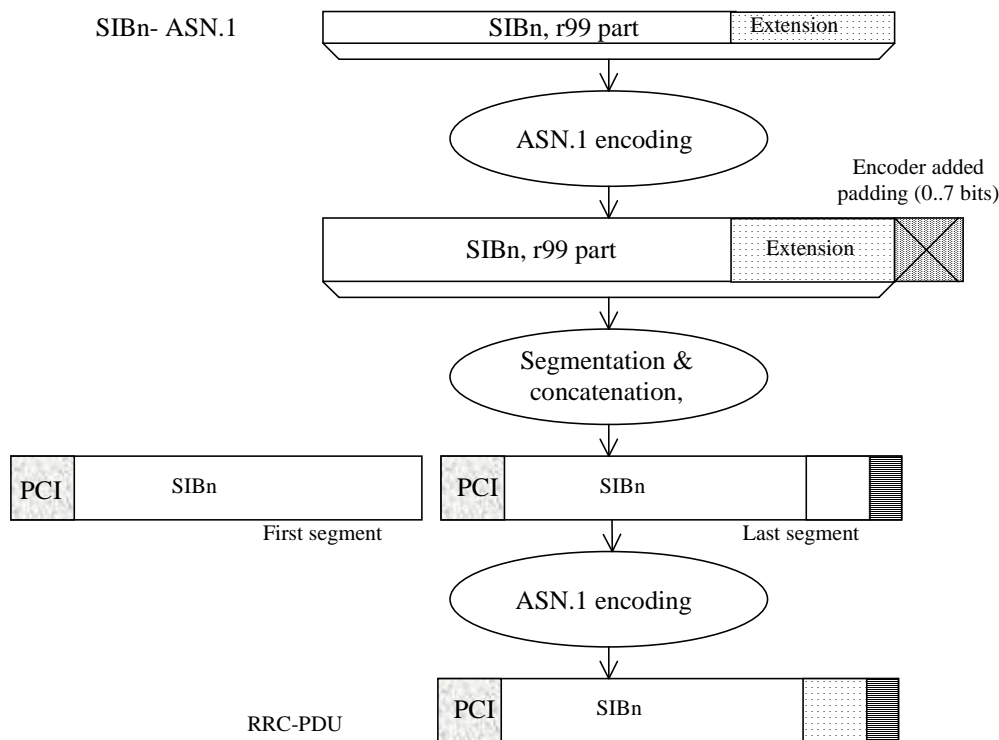 SIBn- ASN.1
SIBn, r99 part
Extension
ASN.1 encoding
Encoder added
padding (0..7 bits)
SIBn, r99 part
Extension
Segmentation &
concatenation,
PCI
SIBn
PCI
SIBn
First segment
Last segment
ASN.1 encoding
RRC-PDU
PCI
SIBn